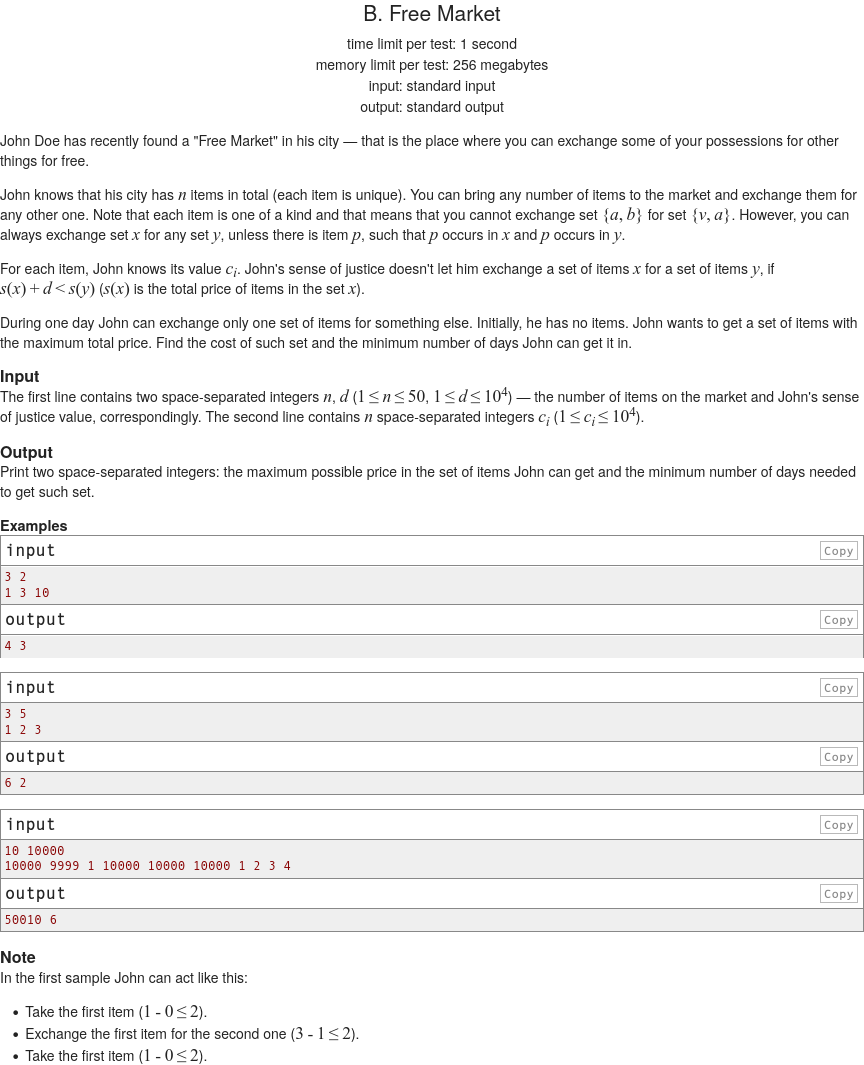 B. Free Market
time limit per test: 1 second
memory limit per test: 256 megabytes
input: standard input
output: standard output
John Doe has recently found a "Free Market" in his city — that is the place where you can exchange some of your possessions for other
things for free.
John knows that his city has n items in total (each item is unique). You can bring any number of items to the market and exchange them for
any other one. Note that each item is one of a kind and that means that you cannot exchange set {a, b} for set {v, a}. However, you can
always exchange set x for any set y, unless there is item p, such that p occurs in x and p occurs in y.
For each item, John knows its value c_i. John's sense of justice doesn't let him exchange a set of items x for a set of items y, if
s(x) + d < s(y) (s(x) is the total price of items in the set x).
During one day John can exchange only one set of items for something else. Initially, he has no items. John wants to get a set of items with
the maximum total price. Find the cost of such set and the minimum number of days John can get it in.
Input
The first line contains two space-separated integers n, d (1 ≤ n ≤ 50, 1 ≤ d ≤ 10^4) — the number of items on the market and John's sense
of justice value, correspondingly. The second line contains n space-separated integers c_i (1 ≤ c_i ≤ 10^4).
Output
Print two space-separated integers: the maximum possible price in the set of items John can get and the minimum number of days needed
to get such set.
Examples
input Copy
3 2
1 3 10
output Copy
4 3
input Copy
3 5
1 2 3
output Copy
6 2
input Copy
10 10000
10000 9999 1 10000 10000 10000 1 2 3 4
output Copy
50010 6
Note
In the first sample John can act like this:
• Take the first item (1 - 0 ≤ 2).
• Exchange the first item for the second one (3 - 1 ≤ 2).
• Take the first item (1 - 0 ≤ 2).